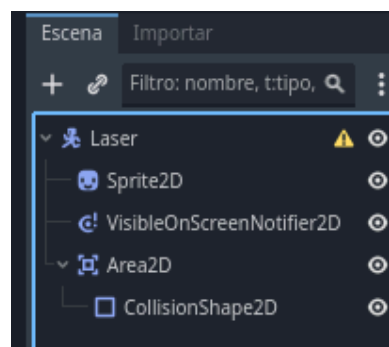 Escena Importar
Filtro: nombre, t:tipo,
Laser
Sprite2D
VisibleOnScreenNotifier2D
Area2D
CollisionShape2D